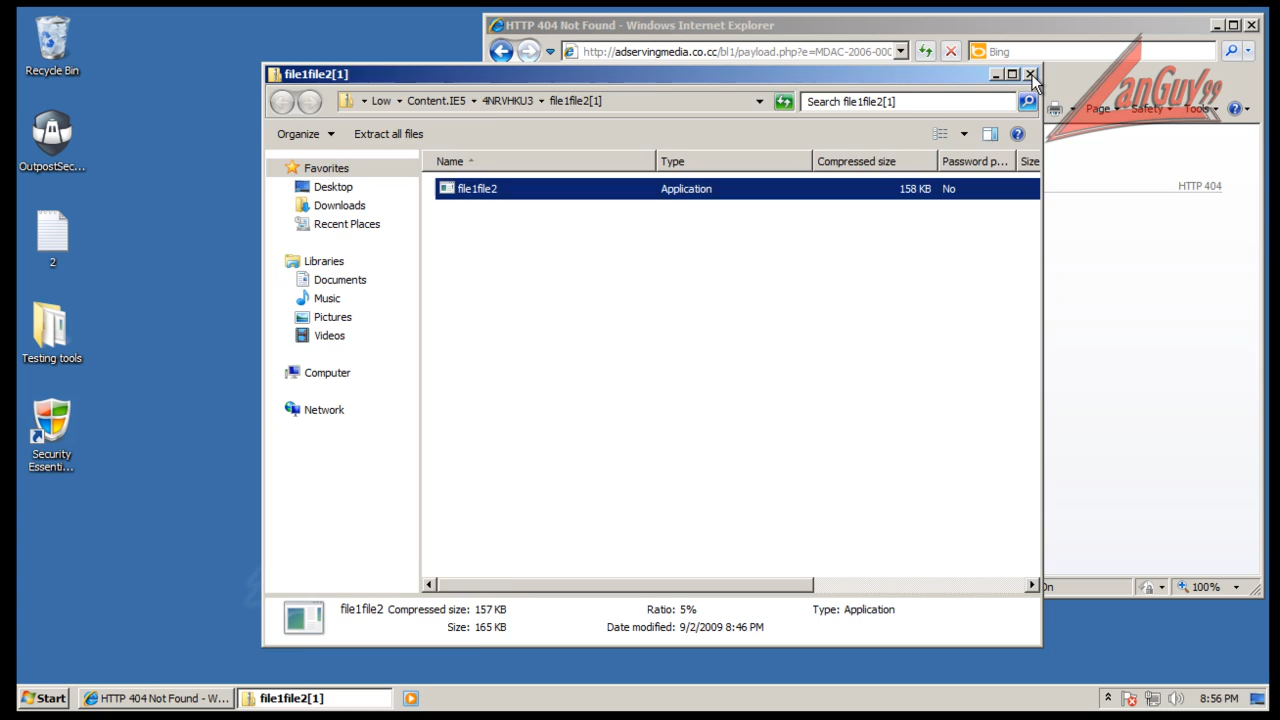 Recycle Bin
OutpostSec...
2
Testing tools
Security
Essenti...
HTTP 404 Not Found - Windows Internet Explorer
http://adservingmedia.co.cc/bl1/payload.php?e=MDAC-2006-000
Bing
LanGuy99
Page
Safety
Tools
HTTP 404
100%
file1file2[1]
Low
Content.IE5
4NRVHKU3
file1file2[1]
Search file1file2[1]
Organize
Extract all files
Name
Type
Compressed size
Password p...
Size
file1file2
Application
158 KB
No
Favorites
Desktop
Downloads
Recent Places
Libraries
Documents
Music
Pictures
Videos
Computer
Network
file1file2 Compressed size: 157 KB
Ratio: 5%
Type: Application
Size: 165 KB
Date modified: 9/2/2009 8:46 PM
Start
HTTP 404 Not Found - W...
file1file2[1]
8:56 PM